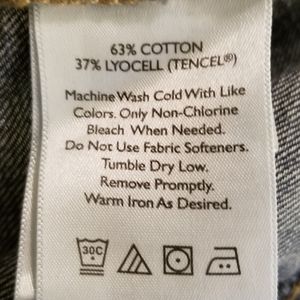 63% COTTON
37% LYOCELL (TENCEL®)
Machine Wash Cold With Like
Colors. Only Non-Chlorine
Bleach When Needed.
Do Not Use Fabric Softeners.
Tumble Dry Low.
Remove Promptly.
Warm Iron As Desired.
30C